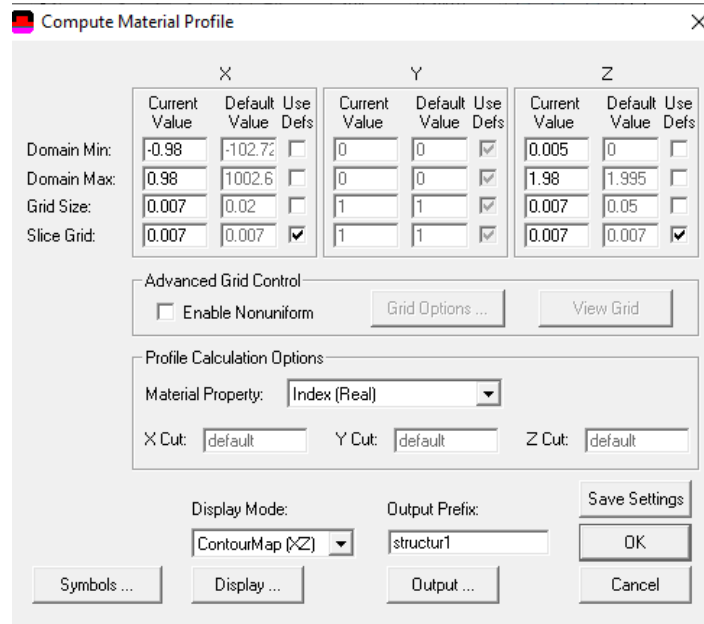 Compute Material Profile
X Y Z
Current Value Default Value Use Defs Current Value Default Value Use Defs Current Value Default Value Use Defs
Domain Min: -0.98 -102.72 0 0 0.005 0
Domain Max: 0.98 1002.6 0 0 1.98 1.995
Grid Size: 0.007 0.02 1 1 0.007 0.05
Slice Grid: 0.007 0.007 1 1 0.007 0.007
Advanced Grid Control
Enable Nonuniform Grid Options ... View Grid
Profile Calculation Options
Material Property: Index (Real)
X Cut: default Y Cut: default Z Cut: default
Display Mode: Output Prefix: Save Settings
ContourMap (XZ) structur1 OK
Symbols ... Display ... Output ... Cancel